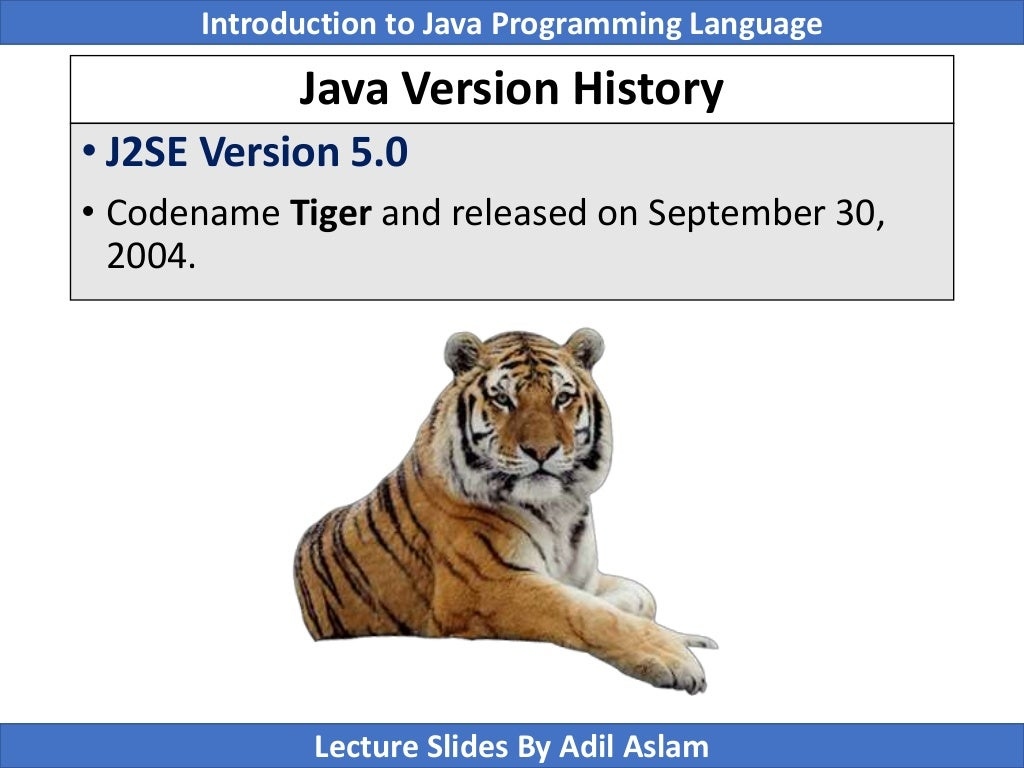 Introduction to Java Programming Language
Java Version History
• J2SE Version 5.0
• Codename Tiger and released on September 30,
2004.
Lecture Slides By Adil Aslam